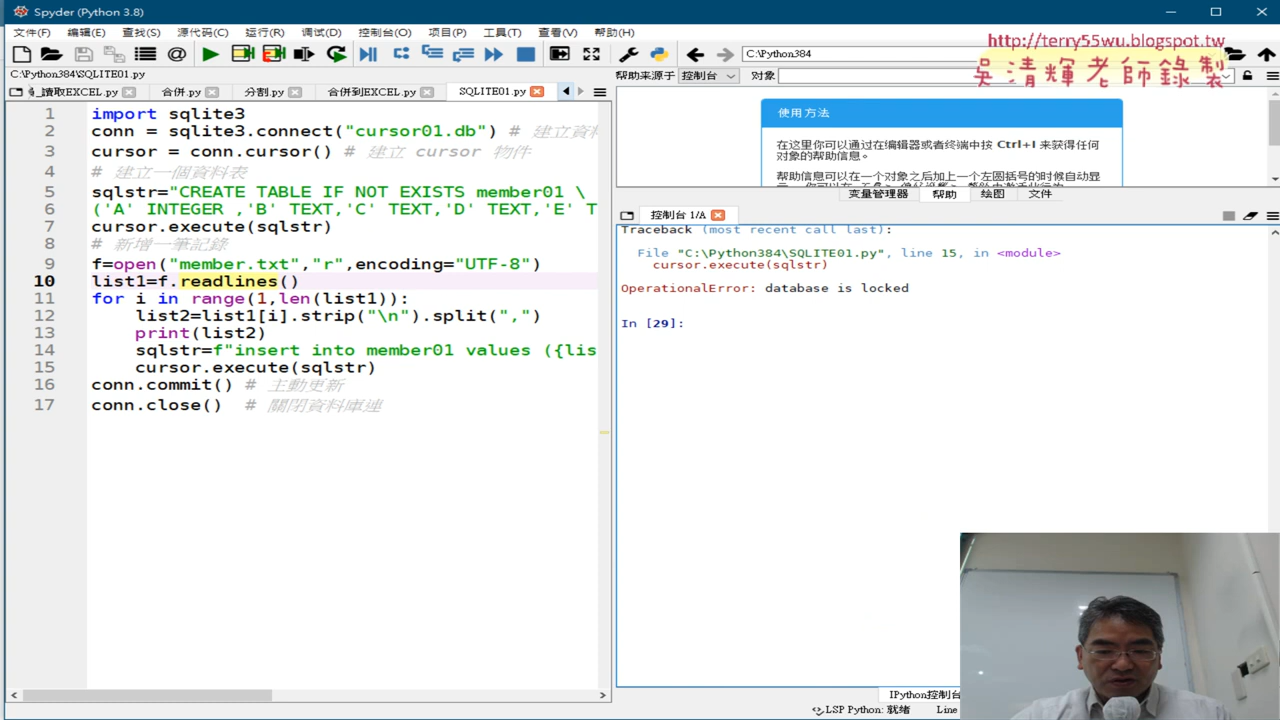 Spyder (Python 3.8)
文件(F) 编辑(E) 查找(S) 源代码(C) 运行(R) 调试(D) 控制台(O) 项目(P) 工具(T) 查看(V) 帮助(H)
http://terry55wu.blogspot.tw
吳清輝老師錄製
C:\Python384
C:\Python384\SQLITE01.py
帮助来源于 控制台 对象
讀取EXCEL.py 合併.py 分割.py 合併到EXCEL.py SQLITE01.py
1 import sqlite3
2 conn = sqlite3.connect("cursor01.db") # 建立資料
3 cursor = conn.cursor() # 建立 cursor 物件
4 # 建立一個資料表
5 sqlstr="CREATE TABLE IF NOT EXISTS member01 \
6 ('A' INTEGER ,'B' TEXT,'C' TEXT,'D' TEXT,'E' T
7 cursor.execute(sqlstr)
8 # 新增一筆記錄
9 f=open("member.txt","r",encoding="UTF-8")
10 list1=f.readlines()
11 for i in range(1,len(list1)):
12 list2=list1[i].strip("\n").split(",")
13 print(list2)
14 sqlstr=f"insert into member01 values ({lis
15 cursor.execute(sqlstr)
16 conn.commit() # 主動更新
17 conn.close() # 關閉資料庫連
使用方法
在这里你可以通过在编辑器或者终端中按 Ctrl+I 来获得任何
对象的帮助信息。
帮助信息可以在一个对象之后加上一个左圆括号的时候自动显
变量管理器 帮助 绘图 文件
控制台 1/A
Traceback (most recent call last):
File "C:\Python384\SQLITE01.py", line 15, in <module>
cursor.execute(sqlstr)
OperationalError: database is locked
In [29]:
IPython控制台
LSP Python: 就绪 Line